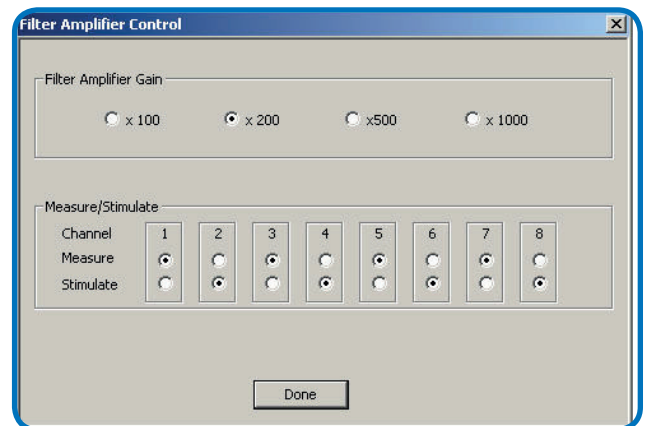 Filter Amplifier Control
Filter Amplifier Gain
x 100 x 200 x500 x 1000
Measure/Stimulate
Channel 1 2 3 4 5 6 7 8
Measure
Stimulate
Done